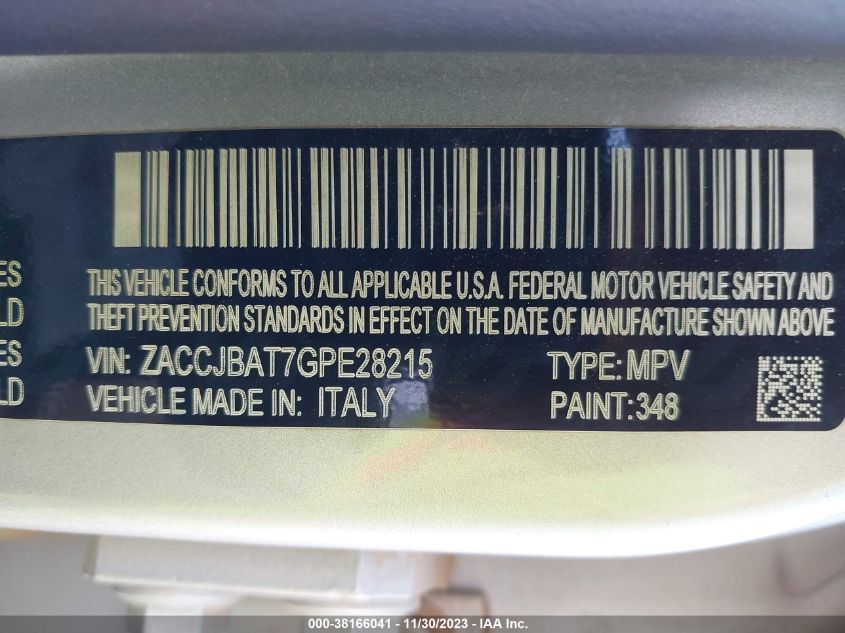 THIS VEHICLE CONFORMS TO ALL APPLICABLE U.S.A. FEDERAL MOTOR VEHICLE SAFETY AND
THEFT PREVENTION STANDARDS IN EFFECT ON THE DATE OF MANUFACTURE SHOWN ABOVE
VIN: ZACCJBAT7GPE28215 TYPE: MPV
VEHICLE MADE IN: ITALY PAINT: 348
000-38166041 - 11/30/2023 - IAA Inc.